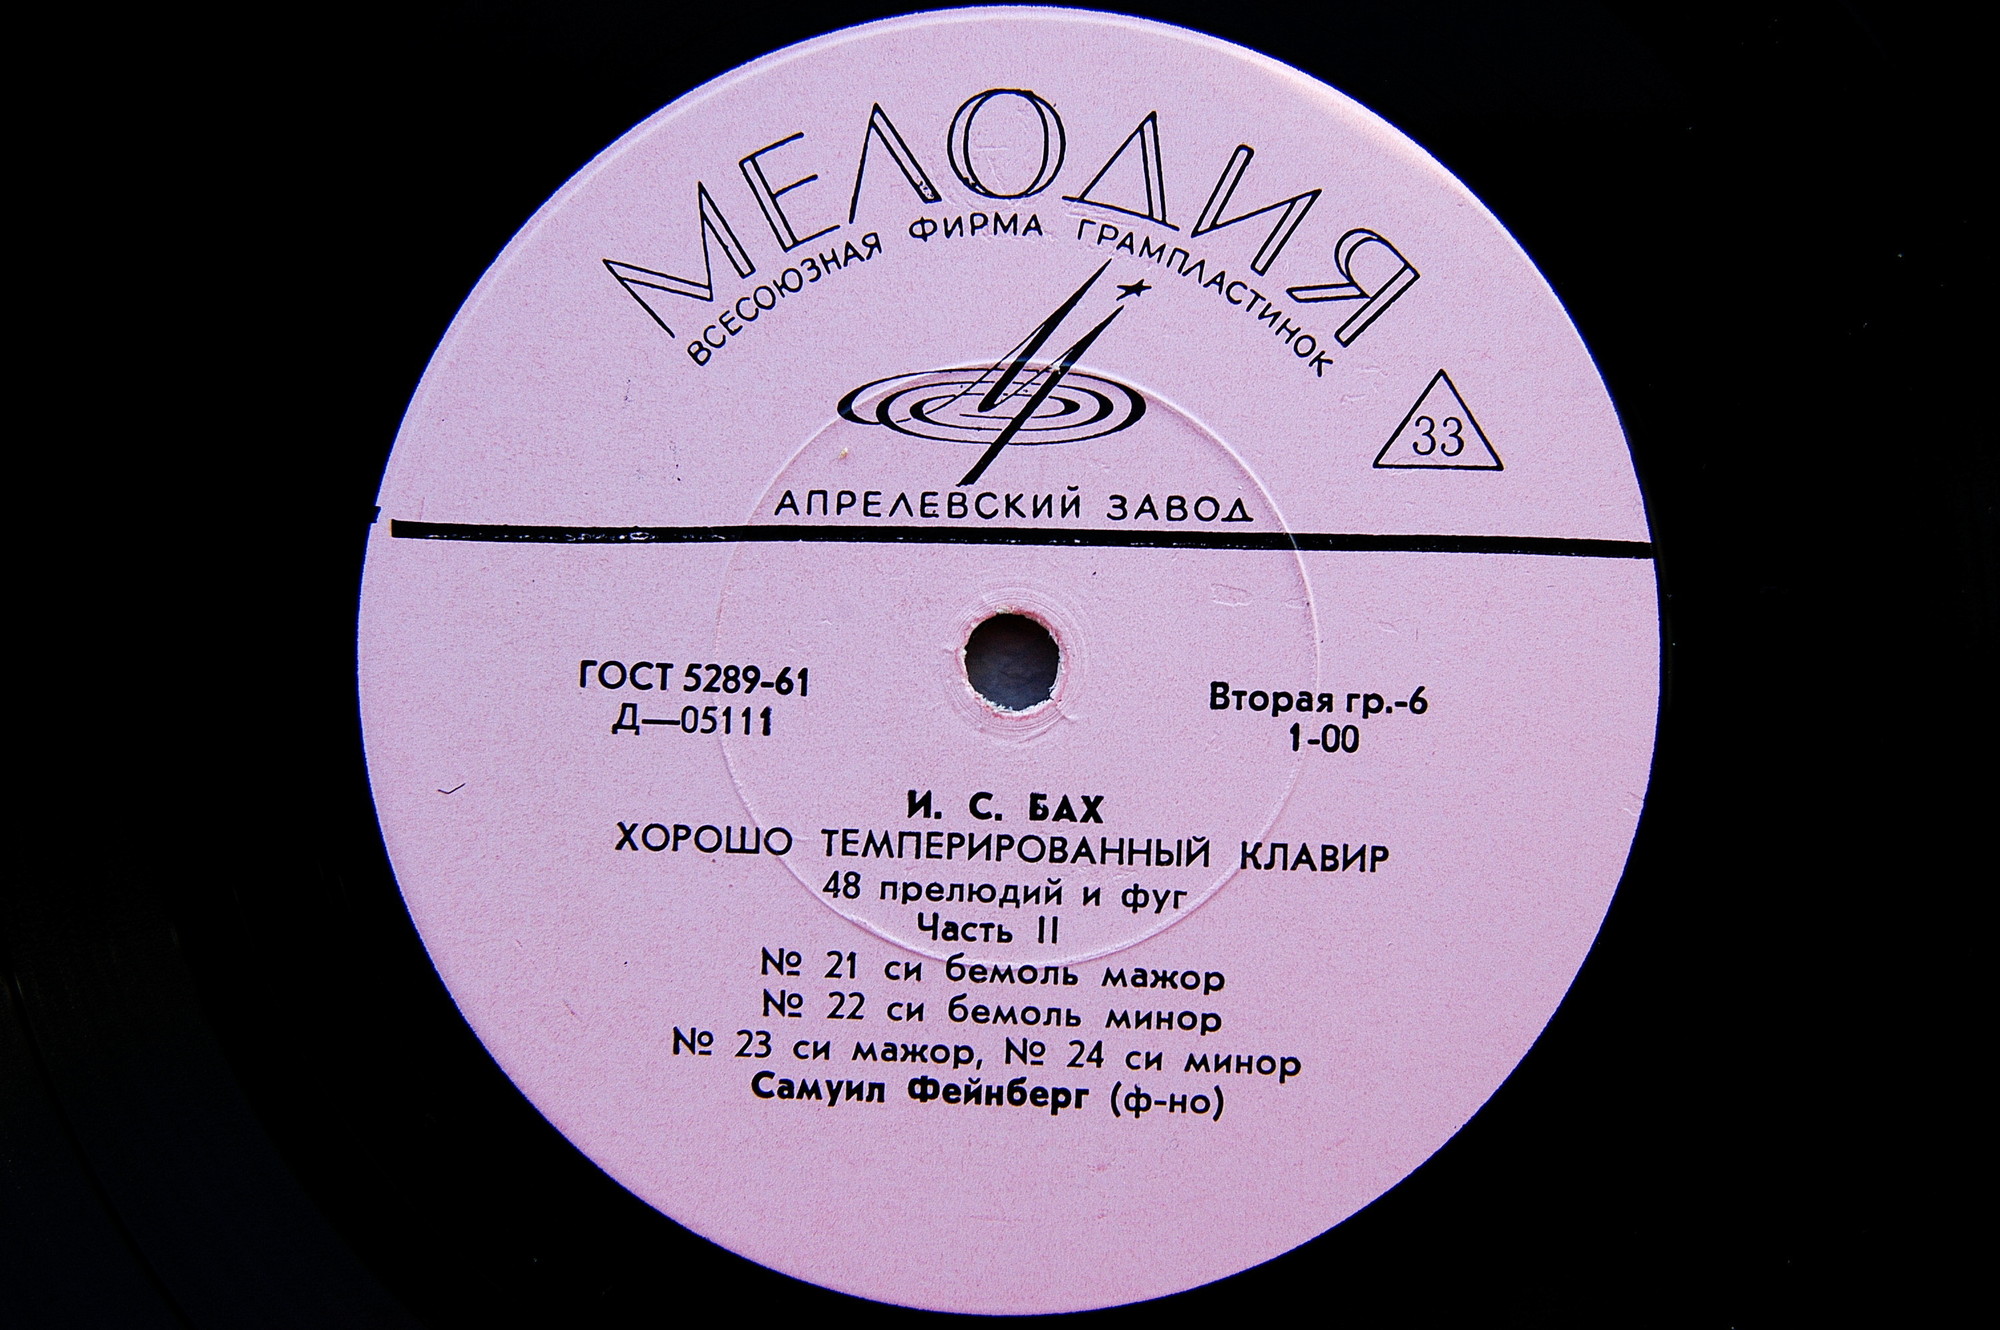 МЕЛОДИЯ
ВСЕСОЮЗНАЯ ФИРМА ГРАМПЛАСТИНОК
33
АПРЕЛЕВСКИЙ ЗАВОД
ГОСТ 5289-61
Д—05111
Вторая гр.-6
1-00
И. С. БАХ
ХОРОШО ТЕМПЕРИРОВАННЫЙ КЛАВИР
48 прелюдий и фуг
Часть II
№ 21 си бемоль мажор
№ 22 си бемоль минор
№ 23 си мажор, № 24 си минор
Самуил Фейнберг (ф-но)